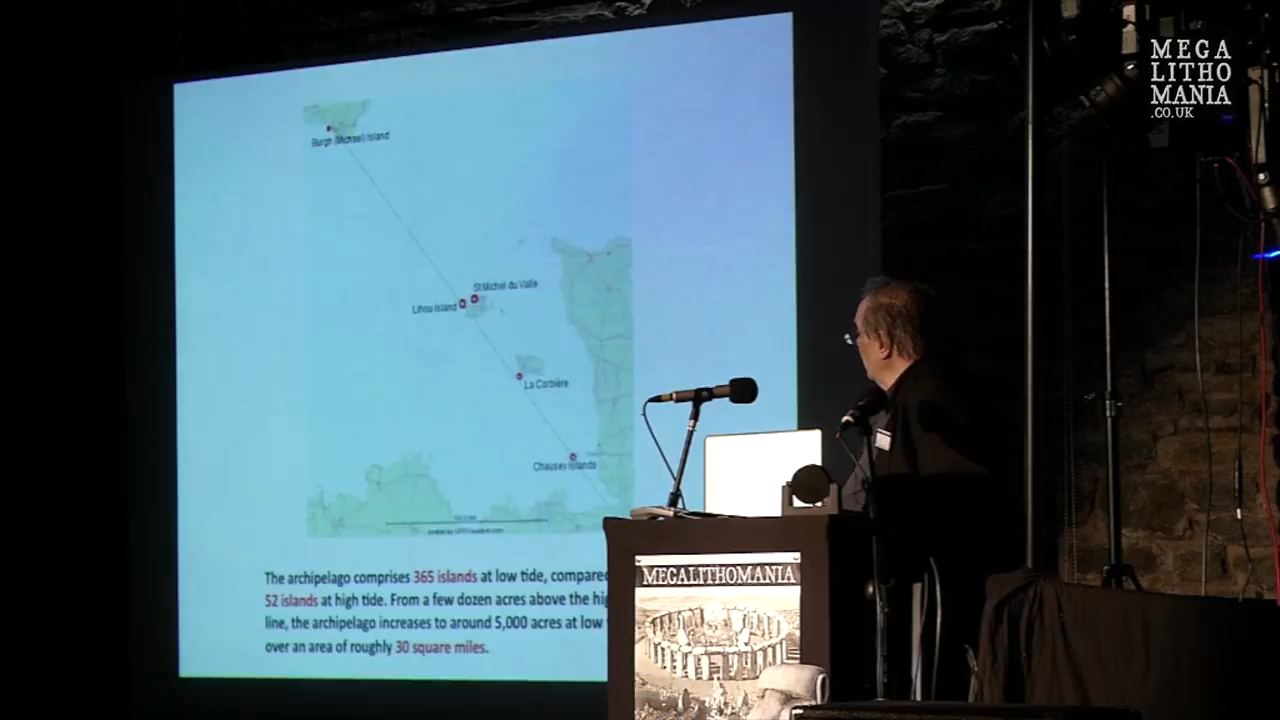 MEGA
LITHO
MANIA
.CO.UK
Burgh (Michael) Island
St Michel du Valle
Lihou Island
La Corbière
Chausey Islands
The archipelago comprises 365 islands at low tide, compared
52 islands at high tide. From a few dozen acres above the hig
line, the archipelago increases to around 5,000 acres at low
over an area of roughly 30 square miles.
MEGALITHOMANIA